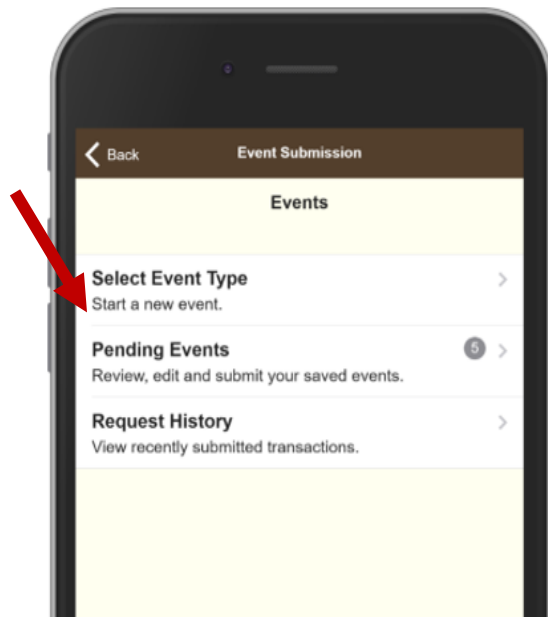 Back
Event Submission
Events
Select Event Type
Start a new event.
Pending Events
5
Review, edit and submit your saved events.
Request History
View recently submitted transactions.